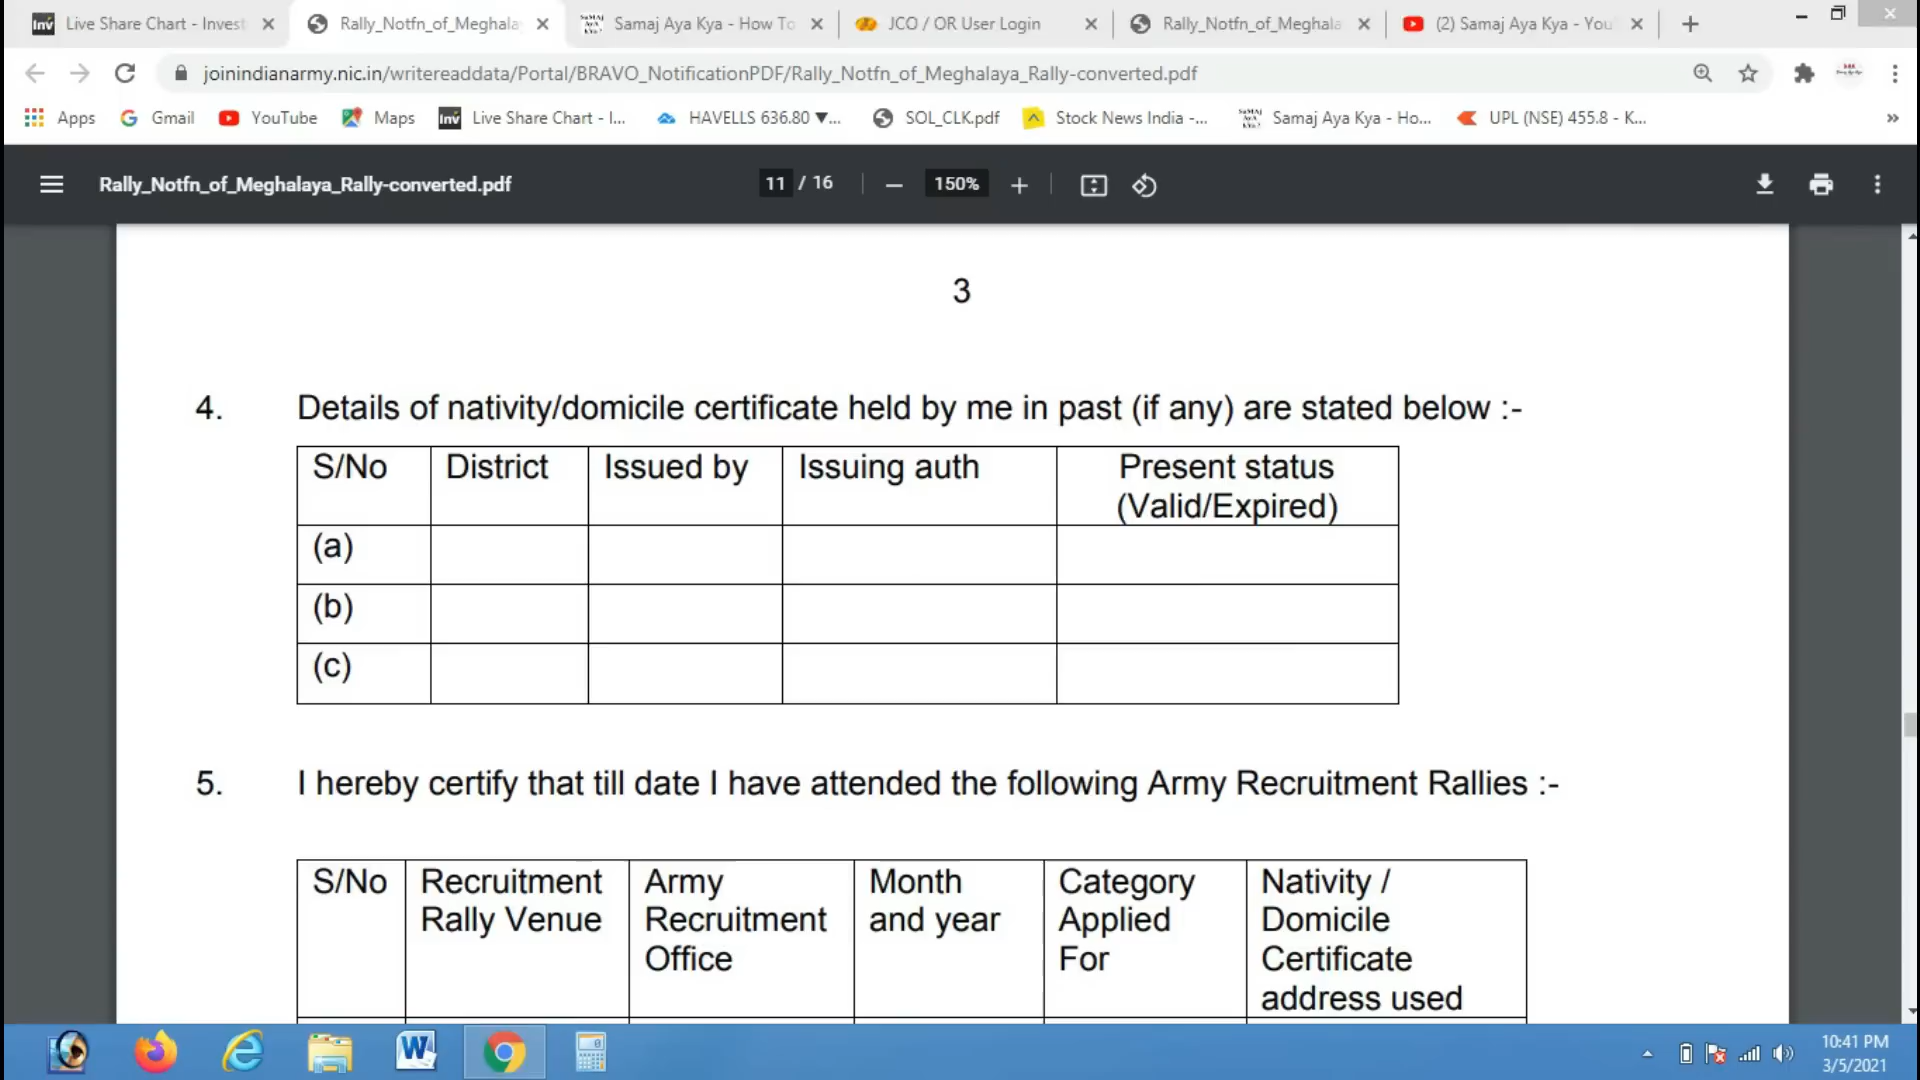 Live Share Chart - Invest
Rally_Notfn_of_Meghala
Samaj Aya Kya - How To
JCO / OR User Login
Rally_Notfn_of_Meghala
(2) Samaj Aya Kya - You
joinindianarmy.nic.in/writereaddata/Portal/BRAVO_NotificationPDF/Rally_Notfn_of_Meghalaya_Rally-converted.pdf
Apps
Gmail
YouTube
Maps
Inv Live Share Chart - I...
HAVELLS 636.80 ▼...
SOL_CLK.pdf
Stock News India -...
Samaj Aya Kya - Ho...
UPL (NSE) 455.8 - K...
»
Rally_Notfn_of_Meghalaya_Rally-converted.pdf
11 / 16
150%
3
4. Details of nativity/domicile certificate held by me in past (if any) are stated below :-
S/No District Issued by Issuing auth Present status
(Valid/Expired)
(a)
(b)
(c)
5. I hereby certify that till date I have attended the following Army Recruitment Rallies :-
S/No Recruitment Army Month Category Nativity /
Rally Venue Recruitment and year Applied Domicile
Office For Certificate
address used
10:41 PM
3/5/2021